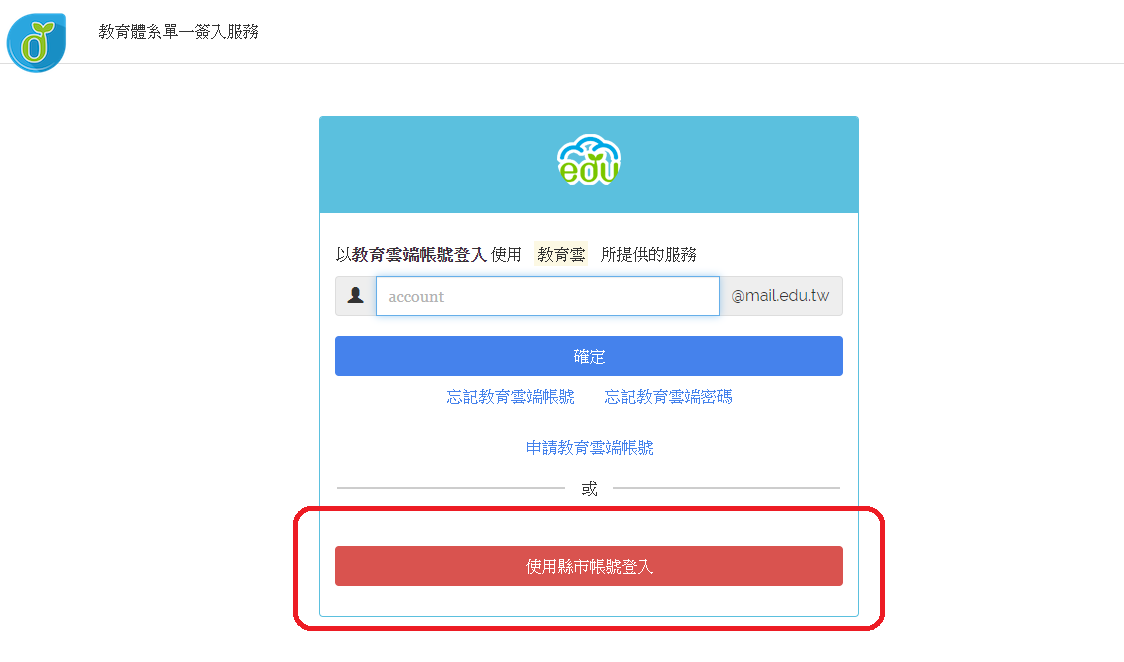 教育體系單一簽入服務
edu
以教育雲端帳號登入 使用 教育雲 所提供的服務
account @mail.edu.tw
確定
忘記教育雲端帳號 忘記教育雲端密碼
申請教育雲端帳號
或
使用縣市帳號登入